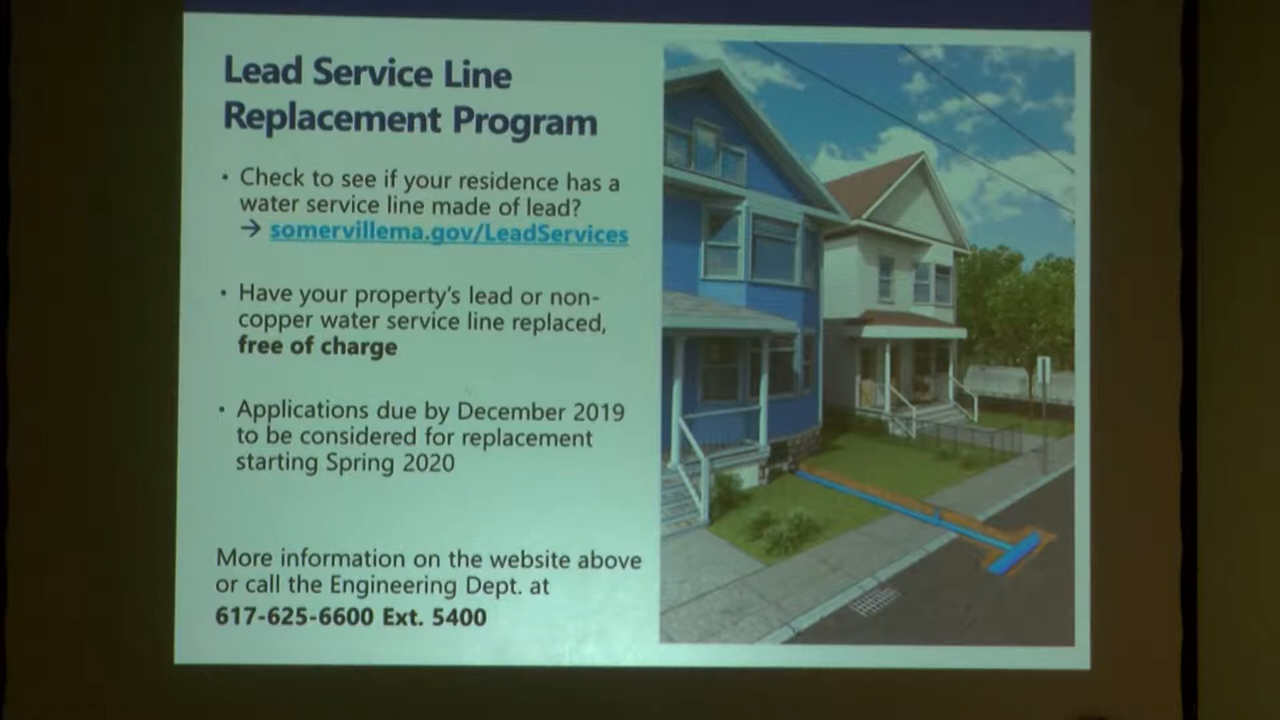 Lead Service Line
Replacement Program
• Check to see if your residence has a
water service line made of lead?
→ somervillema.gov/LeadServices
• Have your property's lead or non-
copper water service line replaced,
free of charge
• Applications due by December 2019
to be considered for replacement
starting Spring 2020
More information on the website above
or call the Engineering Dept. at
617-625-6600 Ext. 5400